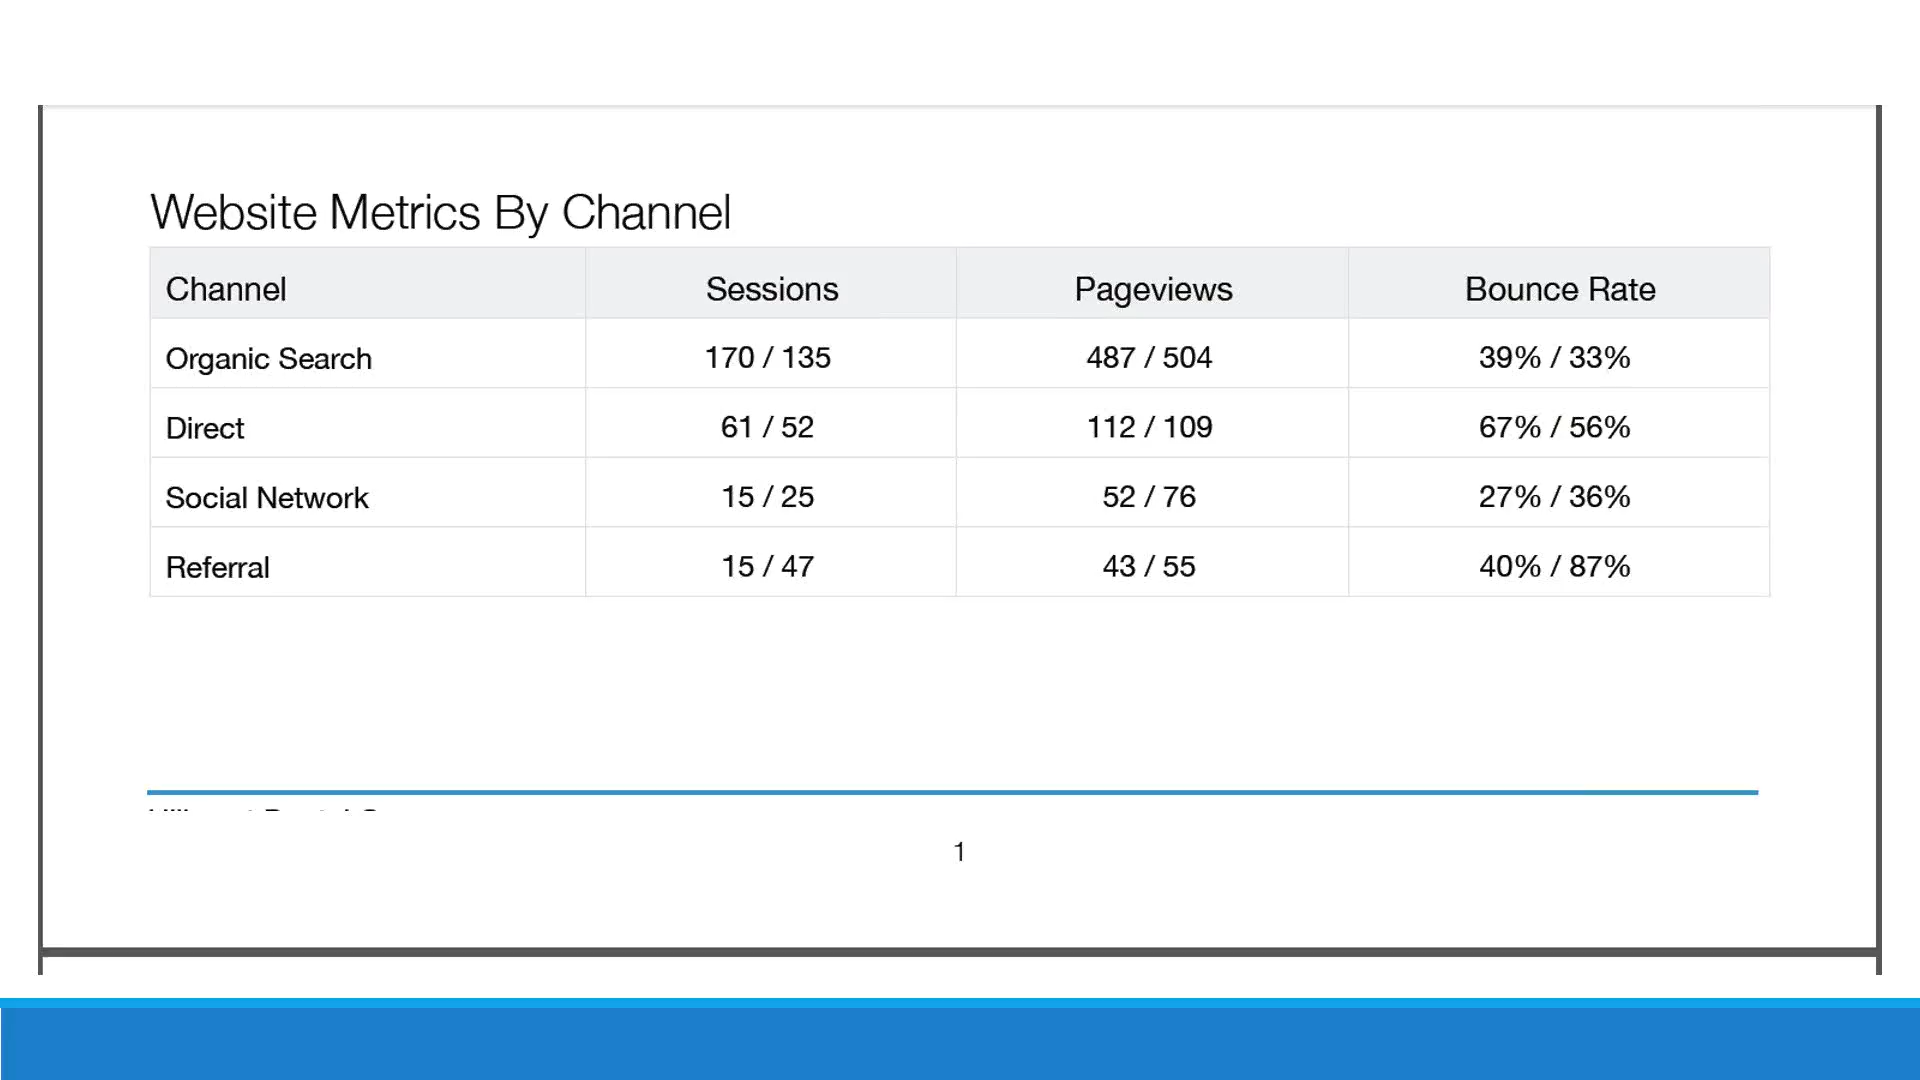 Website Metrics By Channel
Channel Sessions Pageviews Bounce Rate
Organic Search 170 / 135 487 / 504 39% / 33%
Direct 61 / 52 112 / 109 67% / 56%
Social Network 15 / 25 52 / 76 27% / 36%
Referral 15 / 47 43 / 55 40% / 87%
1